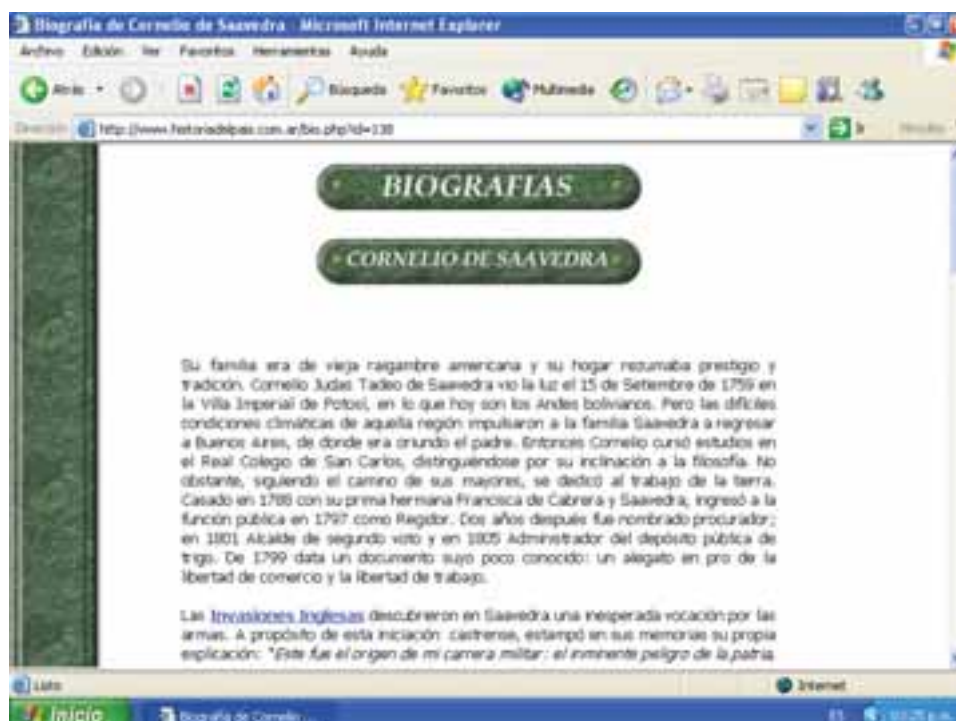 Biografía de Cornelio de Saavedra - Microsoft Internet Explorer
Archivo Edición Ver Favoritos Herramientas Ayuda
Atrás Búsqueda Favoritos Multimedia
Dirección http://www.historiadelpais.com.ar/bio.php?id=138 Ir
BIOGRAFIAS
CORNELIO DE SAAVEDRA
Su familia era de vieja raigambre americana y su hogar rezumaba prestigio y
tradición. Cornelio Judas Tadeo de Saavedra vio la luz el 15 de Setiembre de 1759 en
la Villa Imperial de Potosí, en lo que hoy son los Andes bolivianos. Pero las difíciles
condiciones climáticas de aquella región impulsaron a la familia Saavedra a regresar
a Buenos Aires, de donde era oriundo el padre. Entonces Cornelio cursó estudios en
el Real Colegio de San Carlos, distinguiéndose por su inclinación a la filosofía. No
obstante, siguiendo el camino de sus mayores, se dedicó al trabajo de la tierra.
Casado en 1788 con su prima hermana Francisca de Cabrera y Saavedra, ingresó a la
función pública en 1797 como Regidor. Dos años después fue nombrado procurador;
en 1801 Alcalde de segundo voto y en 1805 Administrador del depósito pública de
trigo. De 1799 data un documento suyo poco conocido: un alegato en pro de la
libertad de comercio y la libertad de trabajo.
Las Invasiones Inglesas descubrieron en Saavedra una inesperada vocación por las
armas. A propósito de esta iniciación castrense, estampó en sus memorias su propia
explicación: "Este fue el origen de mi carrera militar: el inminente peligro de la patria.
Listo Internet
Inicio Biografía de Cornelio ... ES